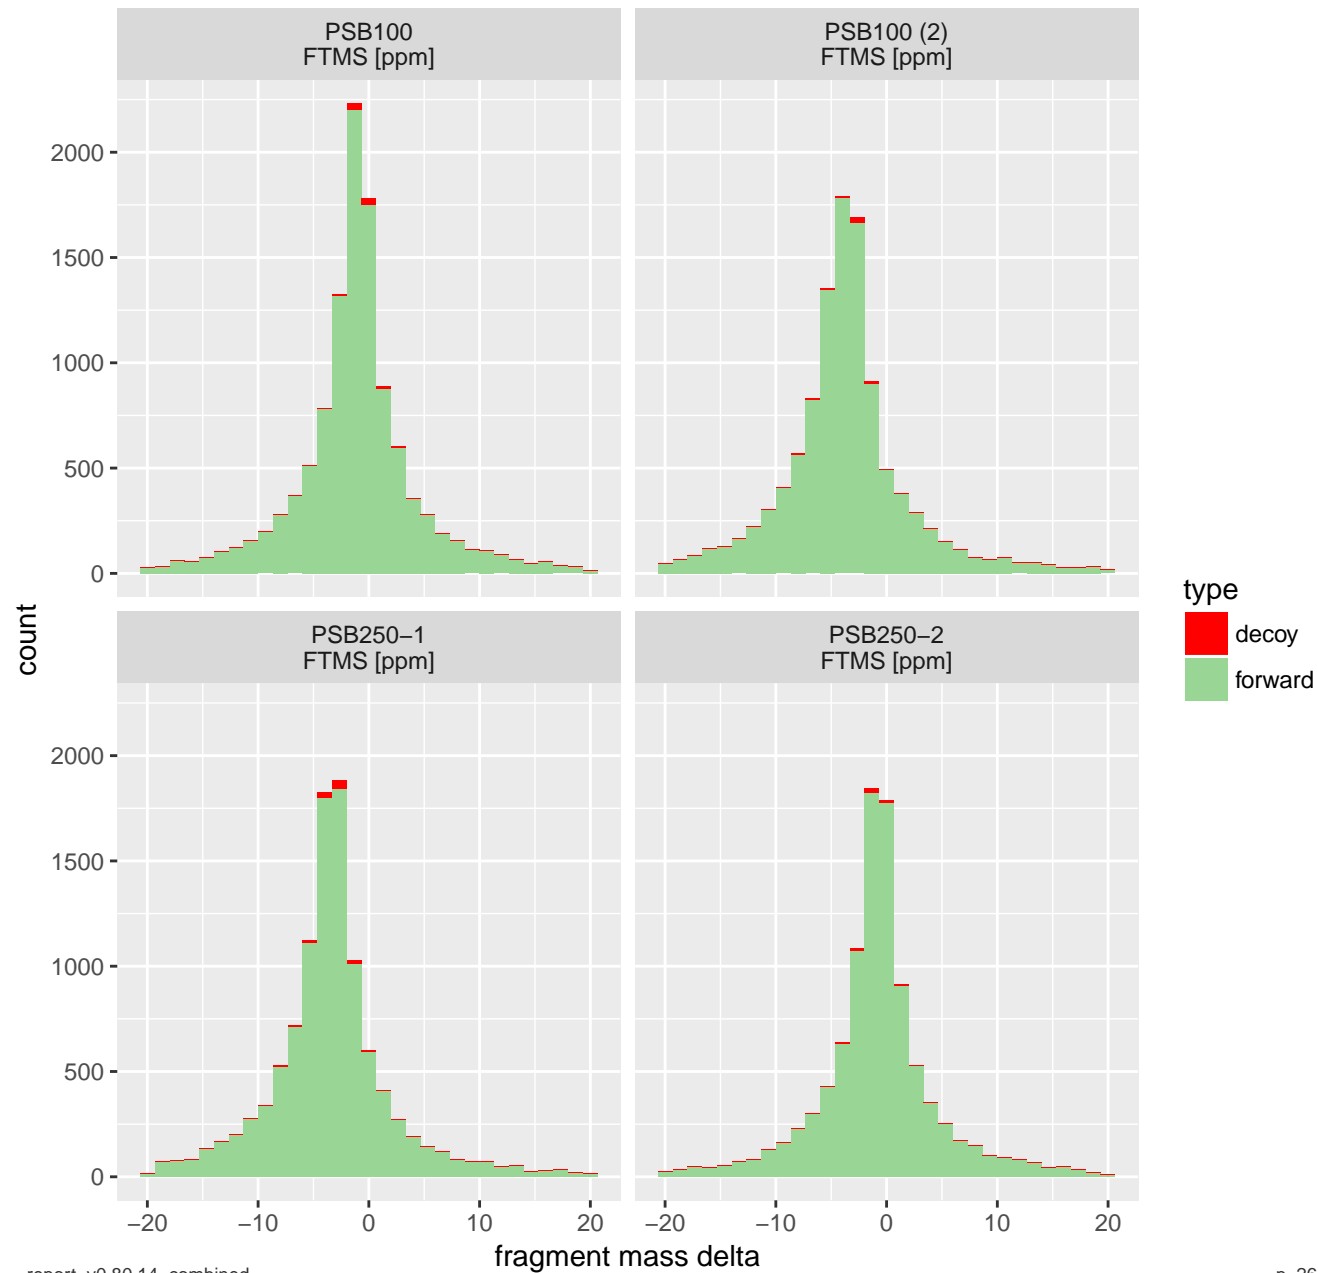 PSB100
FTMS [ppm]
PSB100 (2)
FTMS [ppm]
2000
1500
1000
500
0
PSB250−1
FTMS [ppm]
PSB250−2
FTMS [ppm]
2000
1500
1000
500
0
−20 −10 0 10 20
−20 −10 0 10 20
count
fragment mass delta
type
decoy
forward